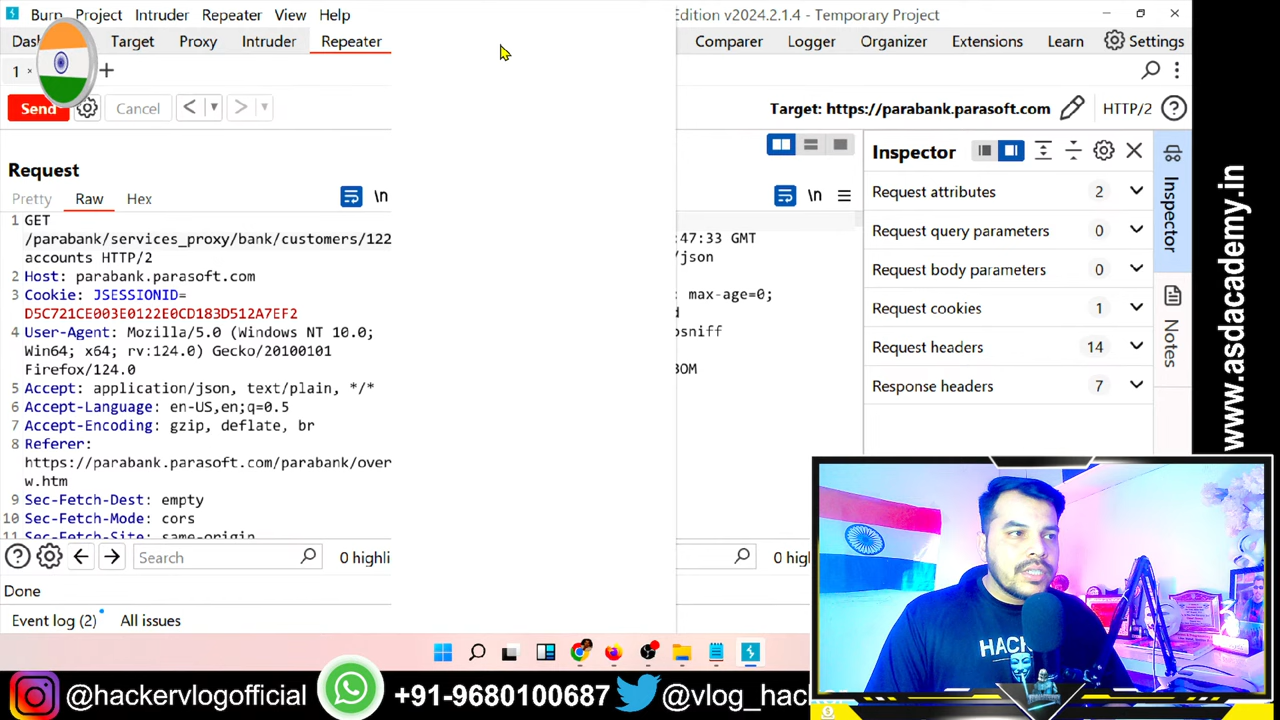 Burp Project Intruder Repeater View Help
Edition v2024.2.1.4 - Temporary Project
Target Proxy Intruder Repeater
Comparer Logger Organizer Extensions Learn Settings
1 × +
Send Cancel < ▾ > ▾
Target: https://parabank.parasoft.com HTTP/2
Request
Pretty Raw Hex \n
1 GET
/parabank/services_proxy/bank/customers/122
accounts HTTP/2
2 Host: parabank.parasoft.com
3 Cookie: JSESSIONID=
D5C721CE003E0122E0CD183D512A7EF2
4 User-Agent: Mozilla/5.0 (Windows NT 10.0;
Win64; x64; rv:124.0) Gecko/20100101
Firefox/124.0
5 Accept: application/json, text/plain, */*
6 Accept-Language: en-US,en;q=0.5
7 Accept-Encoding: gzip, deflate, br
8 Referer:
https://parabank.parasoft.com/parabank/over
w.htm
9 Sec-Fetch-Dest: empty
10 Sec-Fetch-Mode: cors
11 Sec-Fetch-Site: same-origin
\n
:47:33 GMT
/json
: max-age=0;
d
osniff
BOM
Inspector
Request attributes 2
Request query parameters 0
Request body parameters 0
Request cookies 1
Request headers 14
Response headers 7
Inspector
Notes
Search 0 highli
0 hig
Done
Event log (2) All issues
www.asdacademy.in
HACK
@hackervlogofficial +91-9680100687 @vlog_hac